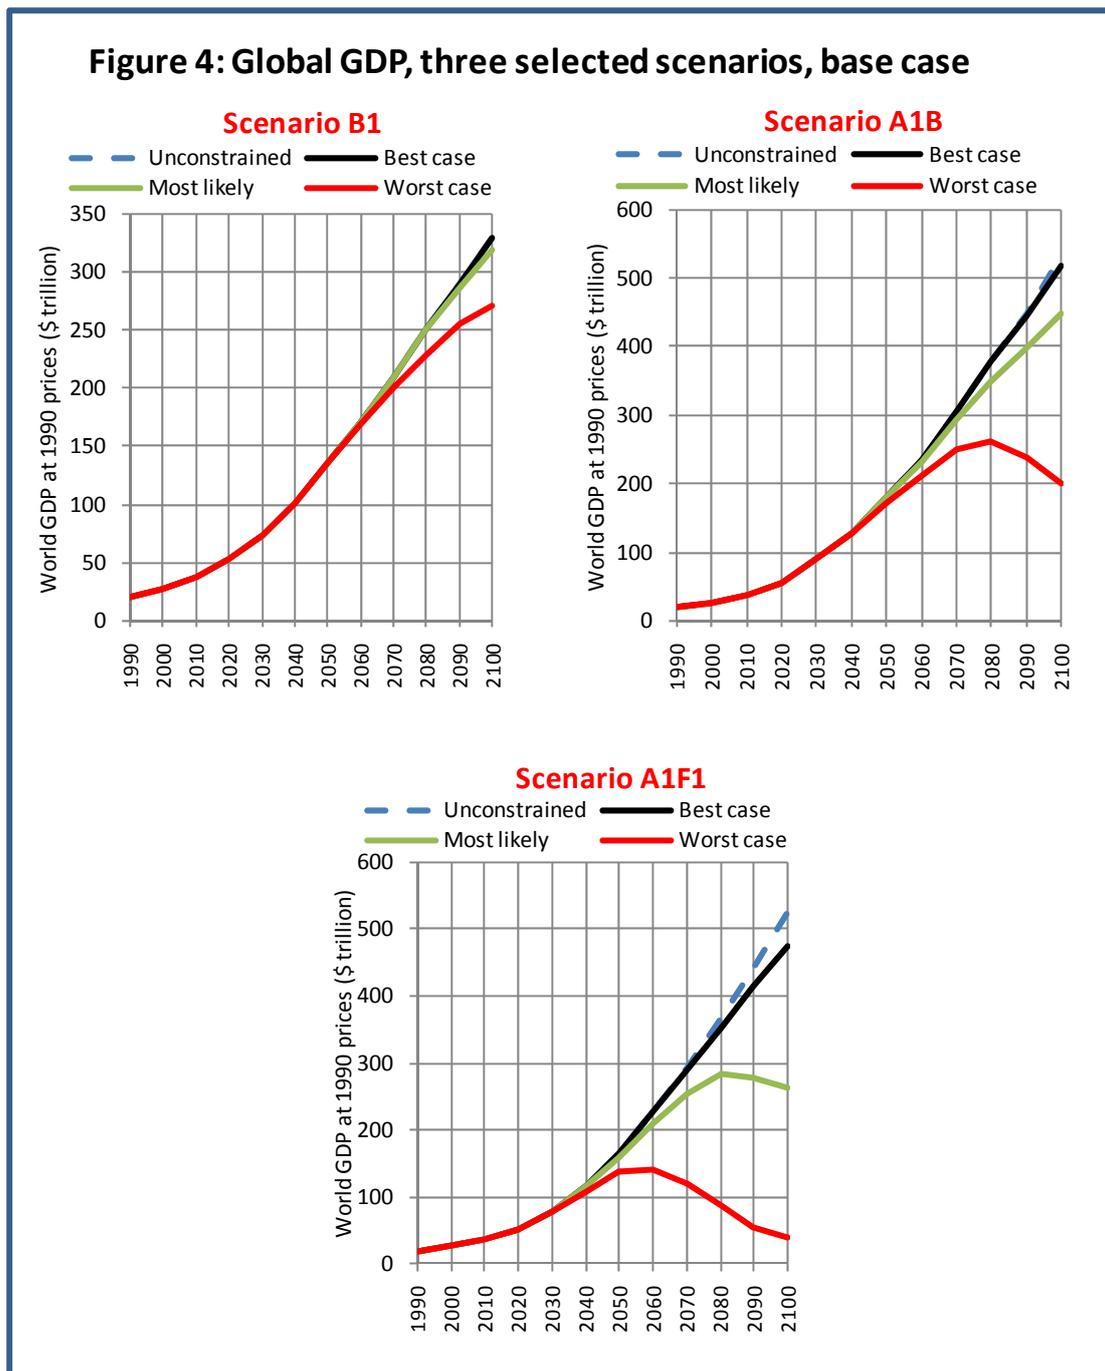 Figure 4: Global GDP, three selected scenarios, base case
Scenario B1
Unconstrained Best case
Most likely Worst case
World GDP at 1990 prices ($ trillion)
350
300
250
200
150
100
50
0
1990 2000 2010 2020 2030 2040 2050 2060 2070 2080 2090 2100
Scenario A1B
Unconstrained Best case
Most likely Worst case
World GDP at 1990 prices ($ trillion)
600
500
400
300
200
100
0
1990 2000 2010 2020 2030 2040 2050 2060 2070 2080 2090 2100
Scenario A1F1
Unconstrained Best case
Most likely Worst case
World GDP at 1990 prices ($ trillion)
600
500
400
300
200
100
0
1990 2000 2010 2020 2030 2040 2050 2060 2070 2080 2090 2100